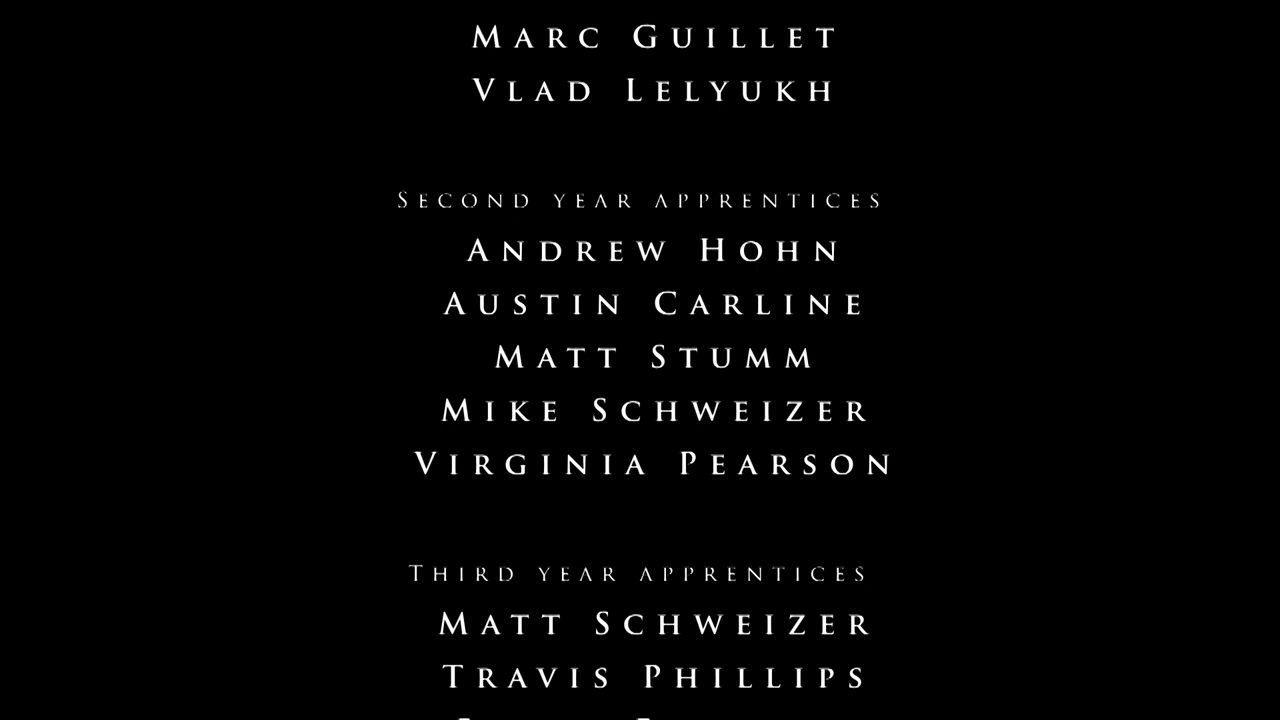 Marc Guillet
Vlad Lelyukh
Second year apprentices
Andrew Hohn
Austin Carline
Matt Stumm
Mike Schweizer
Virginia Pearson
Third year apprentices
Matt Schweizer
Travis Phillips